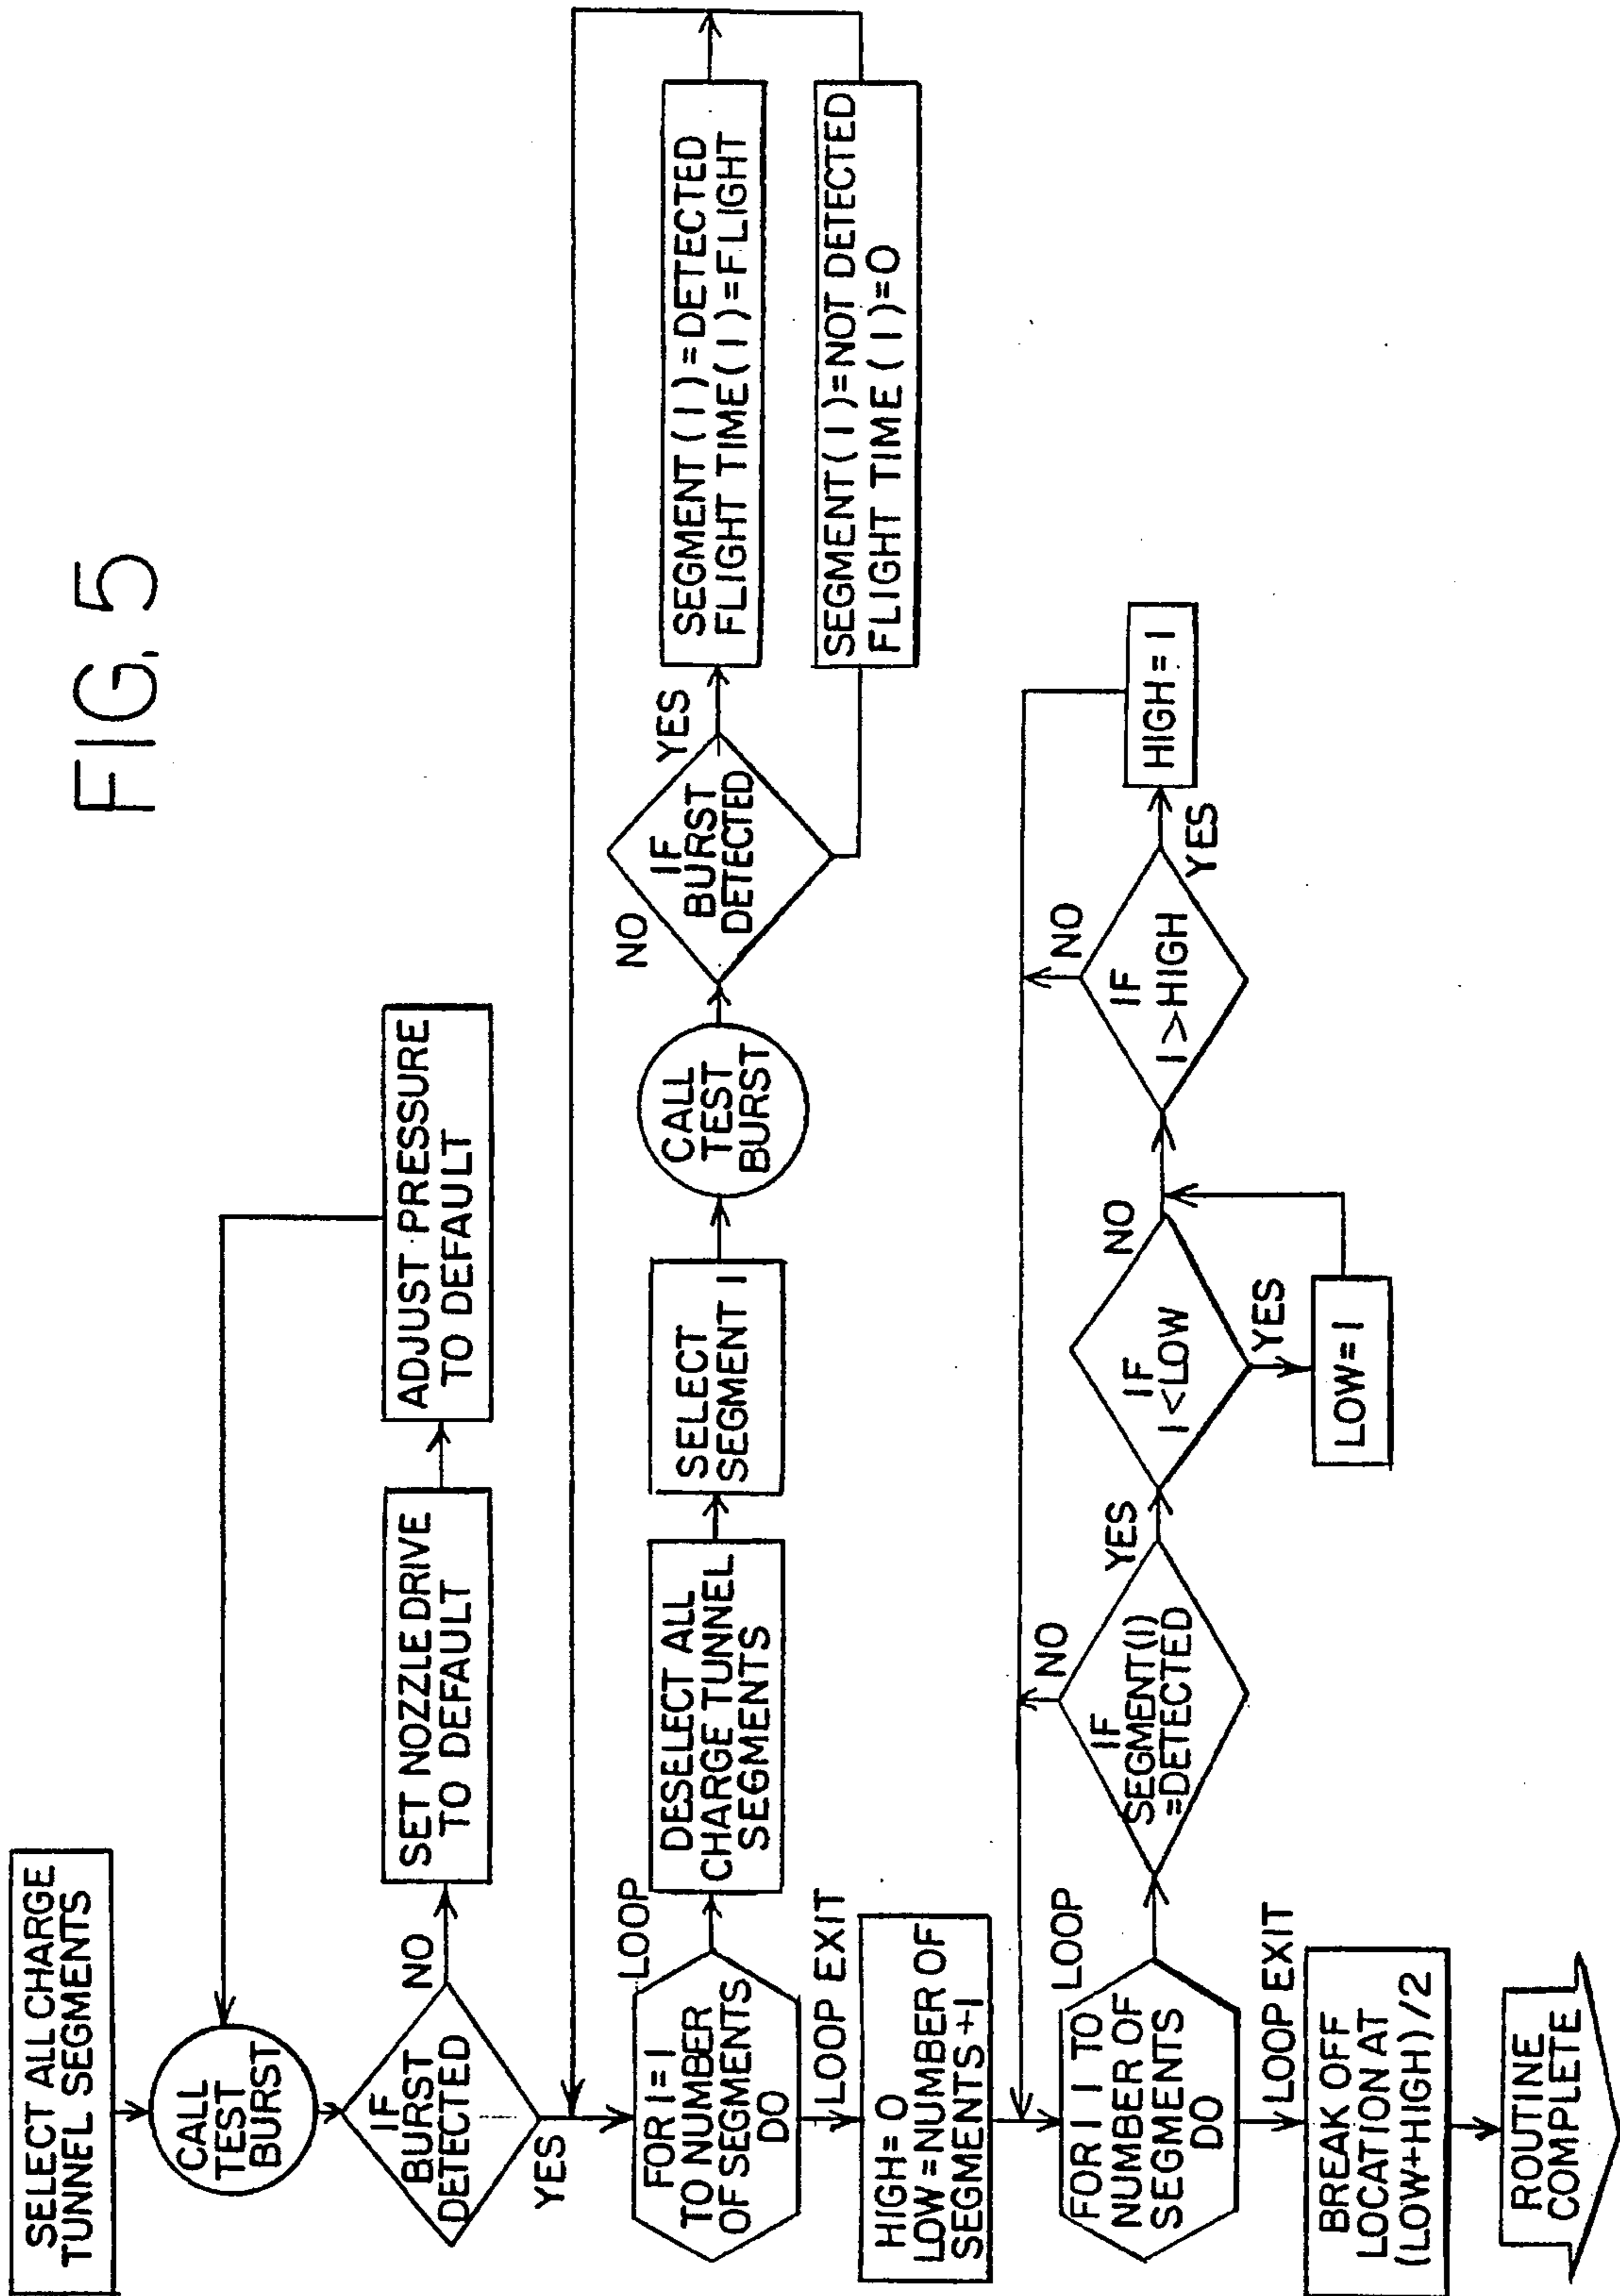 FIG. 5
SELECT ALL CHARGE
TUNNEL SEGMENTS
CALL
TEST
BURST
IF
BURST
DETECTED
NO
SET NOZZLE DRIVE
TO DEFAULT
ADJUST PRESSURE
TO DEFAULT
YES
FOR I = I
TO NUMBER
OF SEGMENTS
DO
LOOP
DESELECT ALL
CHARGE TUNNEL
SEGMENTS
SELECT
SEGMENT I
CALL
TEST
BURST
IF
BURST
DETECTED
NO
YES
SEGMENT (I) = DETECTED
FLIGHT TIME(I) = FLIGHT
SEGMENT(I)=NOT DETECTED
FLIGHT TIME (I)=0
LOOP EXIT
HIGH = 0
LOW = NUMBER OF
SEGMENTS +I
FOR I I TO
NUMBER OF
SEGMENTS
DO
LOOP
IF
SEGMENT(I)
=DETECTED
NO
YES
IF
I<LOW
NO
YES
LOW = I
IF
I > HIGH
NO
YES
HIGH = I
LOOP EXIT
BREAK OFF
LOCATION AT
(LOW+HIGH)/2
ROUTINE
COMPLETE